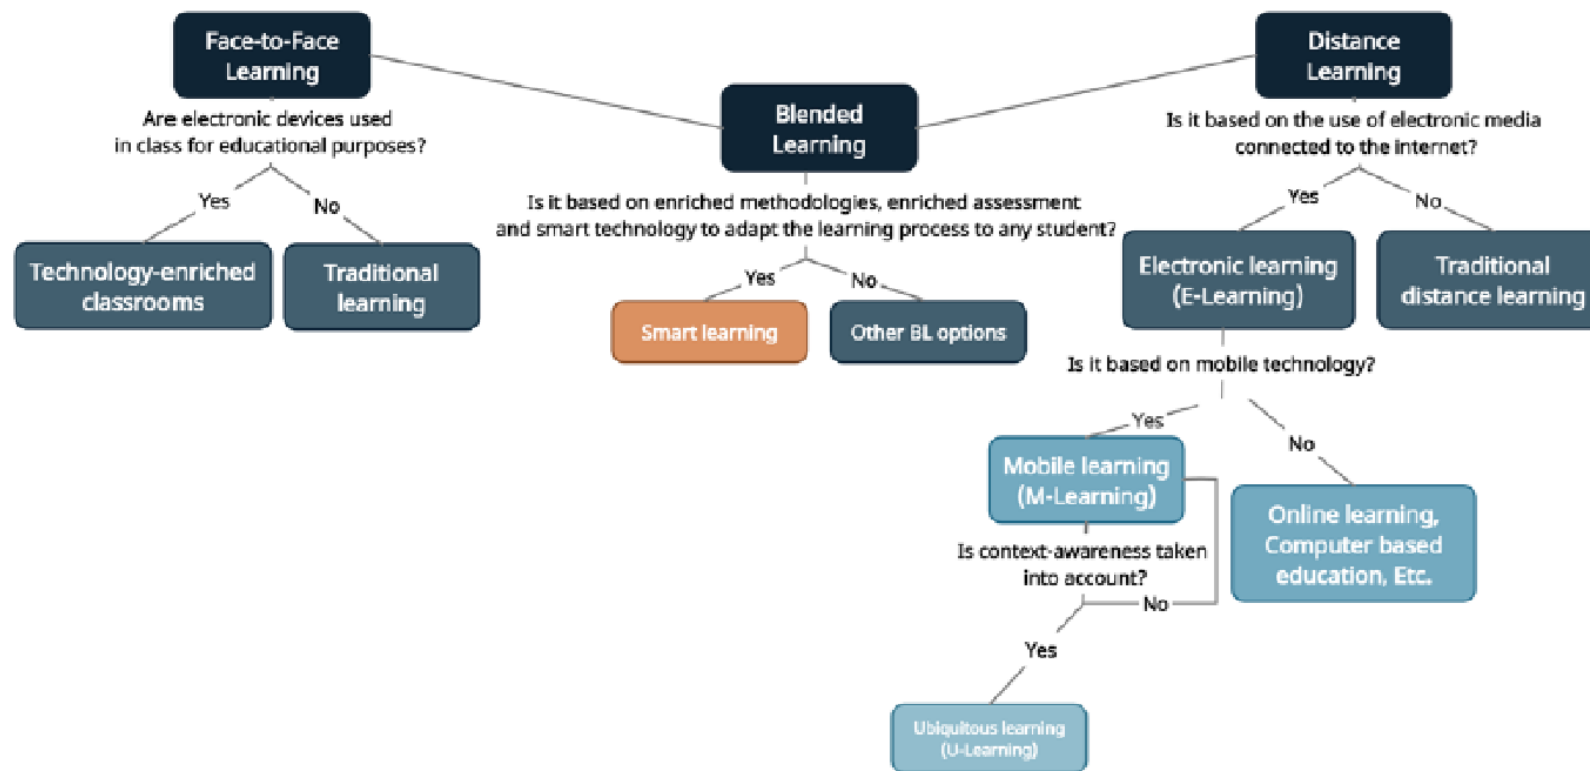 Face-to-Face
Learning
Are electronic devices used
in class for educational purposes?
Yes
No
Technology-enriched
classrooms
Traditional
learning
Blended
Learning
Is it based on enriched methodologies, enriched assessment
and smart technology to adapt the learning process to any student?
Yes
No
Smart learning
Other BL options
Distance
Learning
Is it based on the use of electronic media
connected to the internet?
Yes
No
Electronic learning
(E-Learning)
Traditional
distance learning
Is it based on mobile technology?
Yes
No
Mobile learning
(M-Learning)
Online learning,
Computer based
education, Etc.
Is context-awareness taken
into account?
No
Yes
Ubiquitous learning
(U-Learning)